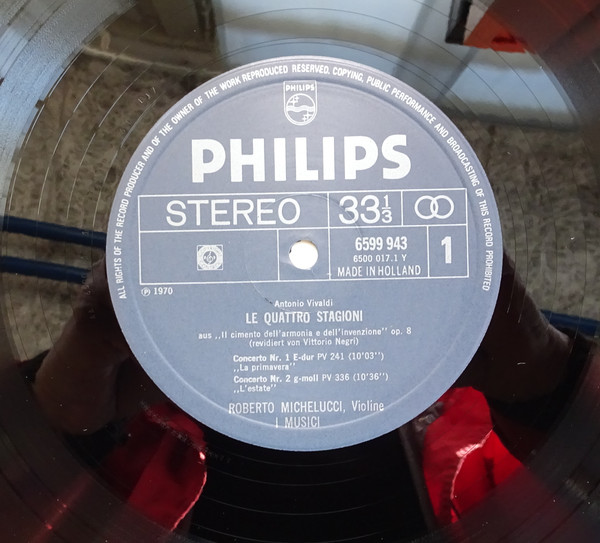 ALL RIGHTS OF THE RECORD PRODUCER AND OF THE OWNER OF THE WORK REPRODUCED RESERVED. COPYING, PUBLIC PERFORMANCE AND BROADCASTING OF THIS RECORD PROHIBITED
PHILIPS
PHILIPS
STEREO 33⅓
6599 943 1
6500 017.1 Y
MADE IN HOLLAND
℗ 1970
Antonio Vivaldi
LE QUATTRO STAGIONI
aus „Il cimento dell'armonia e dell'invenzione" op. 8
(revidiert von Vittorio Negri)
Concerto Nr. 1 E-dur PV 241 (10'03'')
„La primavera''
Concerto Nr. 2 g-moll PV 336 (10'36'')
„L'estate''
ROBERTO MICHELUCCI, Violine
I MUSICI